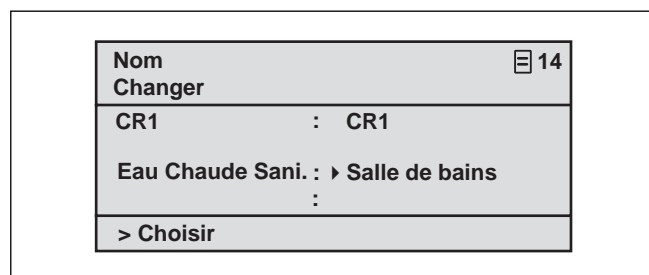 Nom 14
Changer
CR1 : CR1
Eau Chaude Sani. : Salle de bains
:
> Choisir